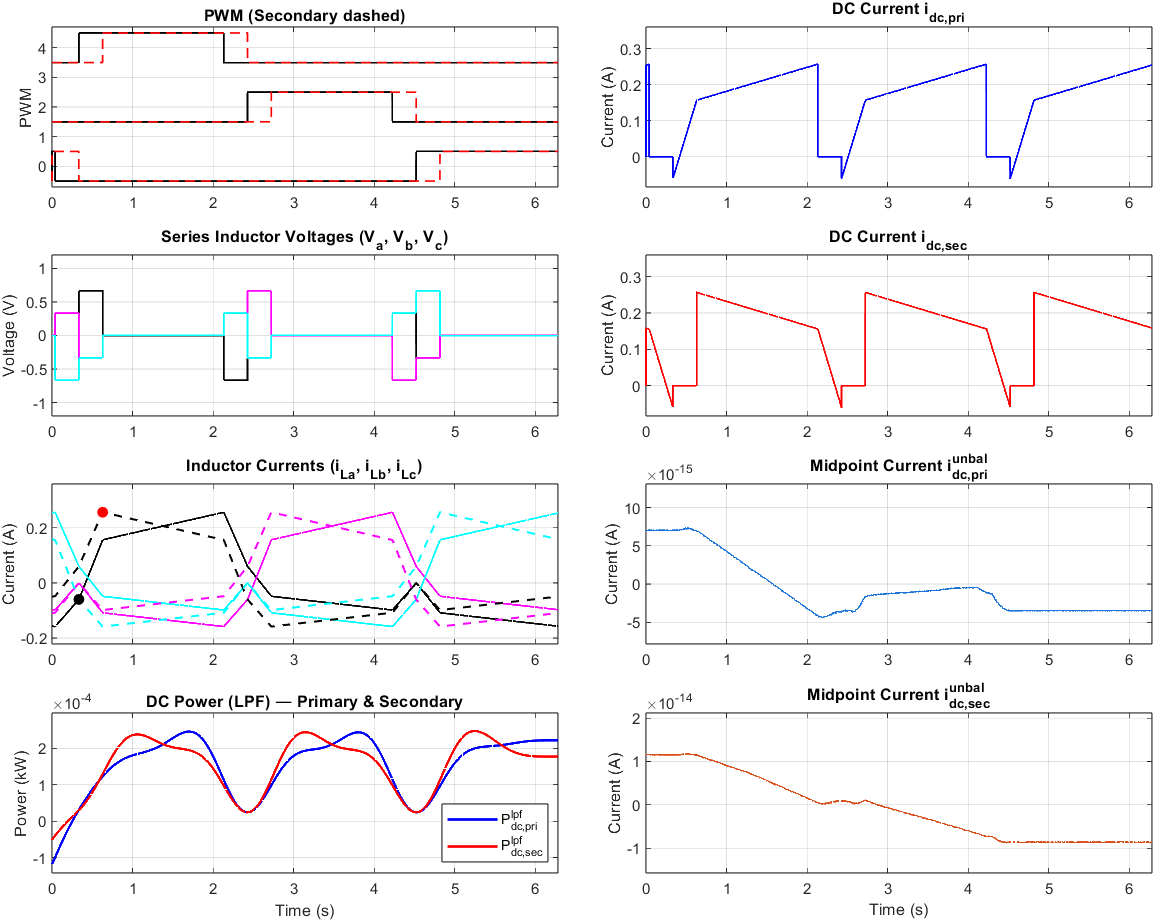 PWM (Secondary dashed)
PWM
4
3
2
1
0
0 1 2 3 4 5 6
DC Current i_dc,pri
Current (A)
0.3
0.2
0.1
0
0 1 2 3 4 5 6
Series Inductor Voltages (V_a, V_b, V_c)
Voltage (V)
1
0.5
0
-0.5
-1
0 1 2 3 4 5 6
DC Current i_dc,sec
Current (A)
0.3
0.2
0.1
0
0 1 2 3 4 5 6
Inductor Currents (i_La, i_Lb, i_Lc)
Current (A)
0.2
0
-0.2
0 1 2 3 4 5 6
Midpoint Current i^unbal_dc,pri
×10^-15
Current (A)
10
5
0
-5
0 1 2 3 4 5 6
DC Power (LPF) — Primary & Secondary
×10^-4
Power (kW)
2
1
0
-1
P^lpf_dc,pri
P^lpf_dc,sec
0 1 2 3 4 5 6
Time (s)
Midpoint Current i^unbal_dc,sec
×10^-14
Current (A)
2
1
0
-1
0 1 2 3 4 5 6
Time (s)